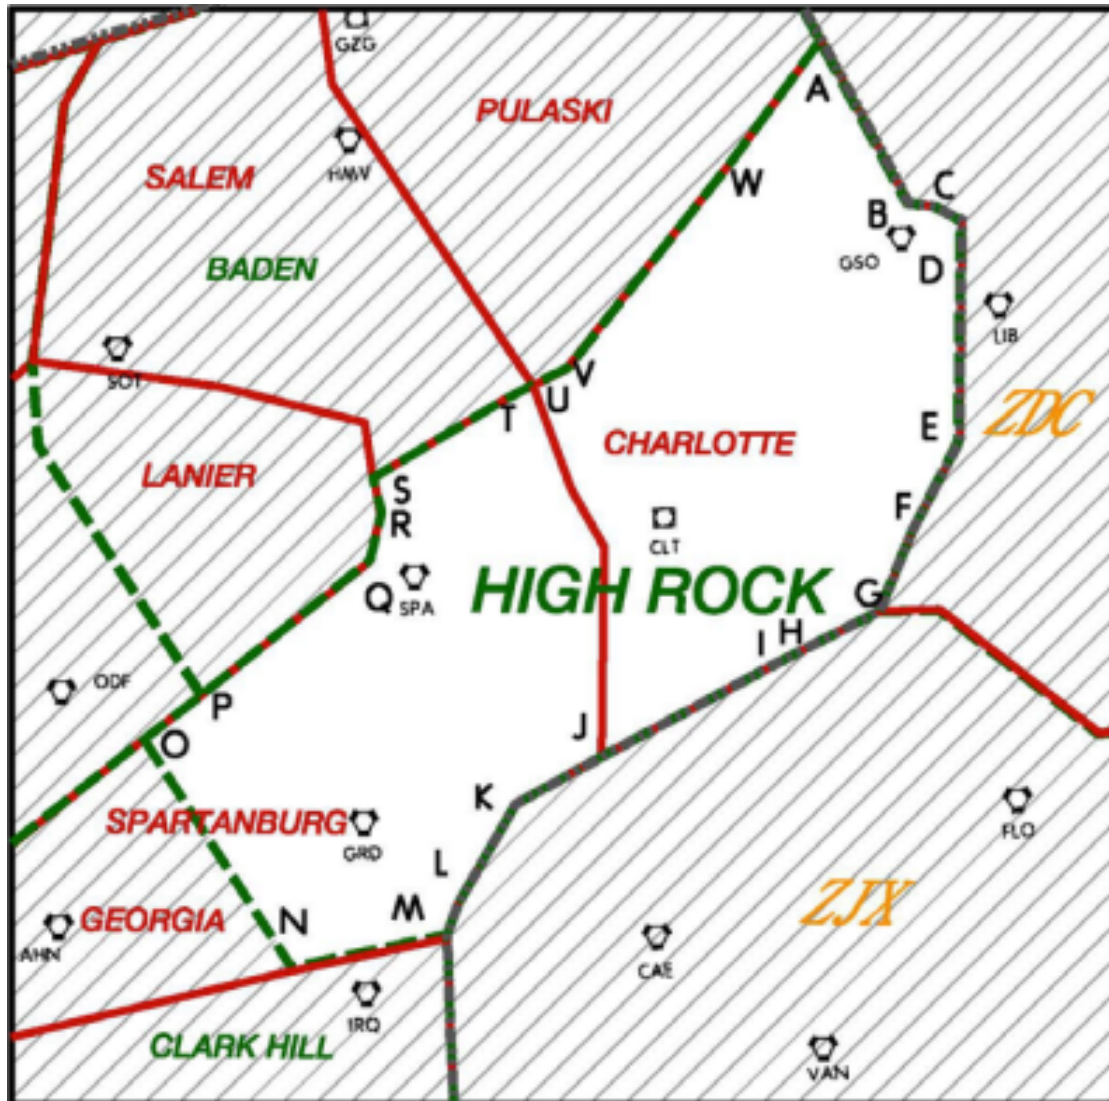 GZG
A
PULASKI
HMV
SALEM
W
C
B
GSO
D
BADEN
LIB
SOT
V
U
T
ZDC
E
CHARLOTTE
LANIER
S
R
F
CLT
HIGH ROCK
Q
SPA
G
H
I
ODF
P
J
O
K
SPARTANBURG
GRD
FLO
L
M
N
GEORGIA
ZJX
AHN
CAE
IRQ
CLARK HILL
VAN